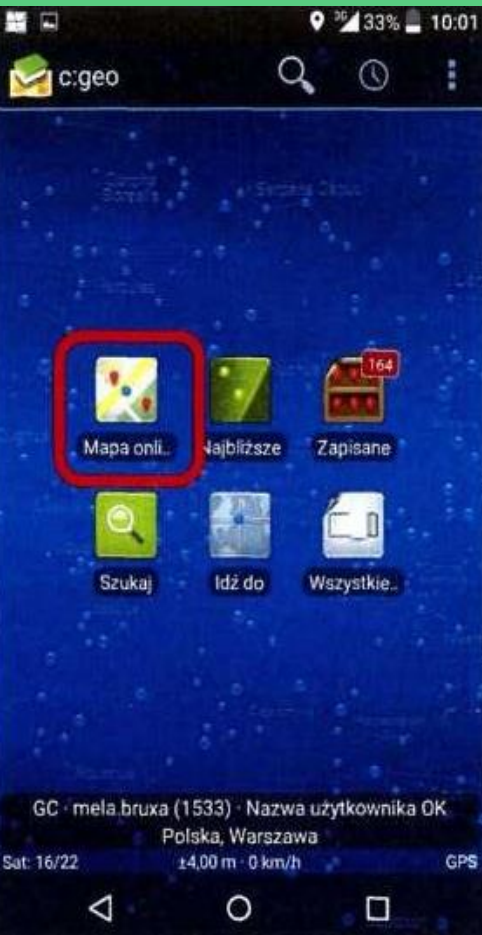 3G 33% 10:01
c:geo
164
Mapa onli.. Najbliższe Zapisane
Szukaj Idź do Wszystkie..
GC · mela.bruxa (1533) · Nazwa użytkownika OK
Polska, Warszawa
Sat: 16/22 ±4,00 m · 0 km/h GPS